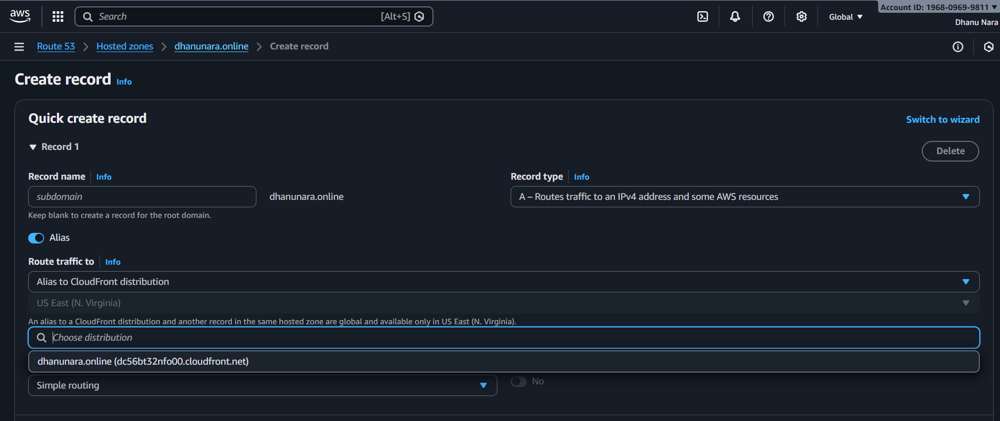 aws
Search [Alt+S]
Global
Account ID: 1968-0969-9811
Dhanu Nara
Route 53 Hosted zones dhanunara.online Create record
Create record Info
Quick create record
Switch to wizard
Record 1
Delete
Record name Info
subdomain
dhanunara.online
Keep blank to create a record for the root domain.
Record type Info
A – Routes traffic to an IPv4 address and some AWS resources
Alias
Route traffic to Info
Alias to CloudFront distribution
US East (N. Virginia)
An alias to a CloudFront distribution and another record in the same hosted zone are global and available only in US East (N. Virginia).
Choose distribution
dhanunara.online (dc56bt32nfo00.cloudfront.net)
Simple routing
No